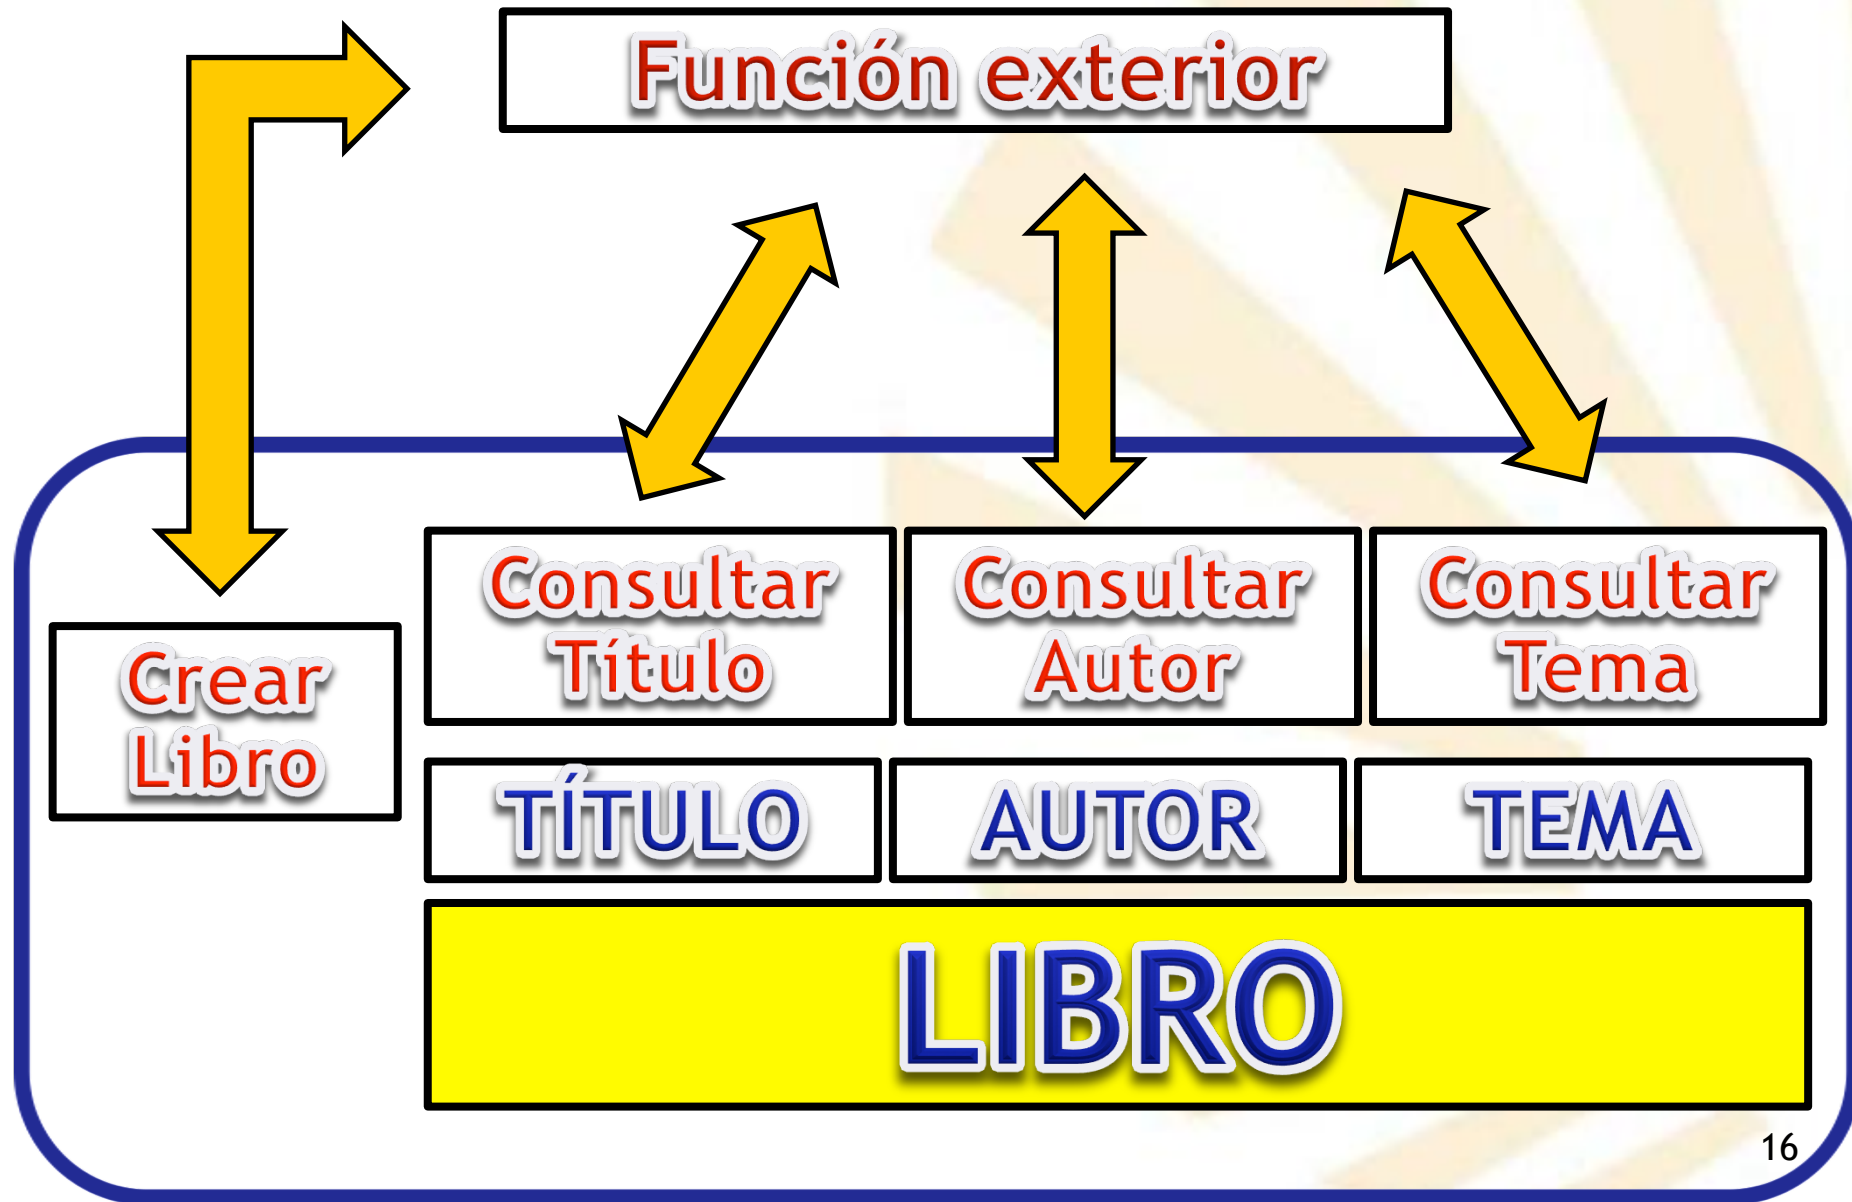 Función exterior
Consultar
Título
Consultar
Autor
Consultar
Tema
Crear
Libro
TÍTULO
AUTOR
TEMA
LIBRO
16